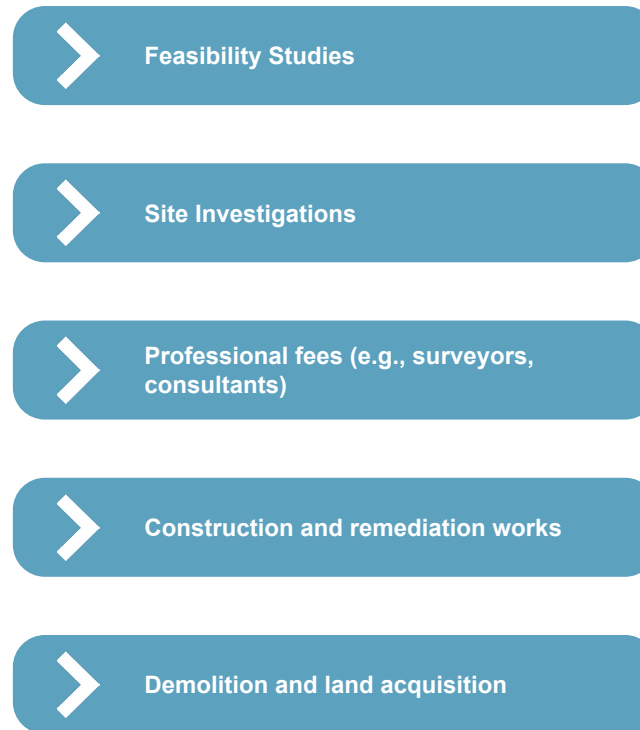 Feasibility Studies
Site Investigations
Professional fees (e.g., surveyors,
consultants)
Construction and remediation works
Demolition and land acquisition